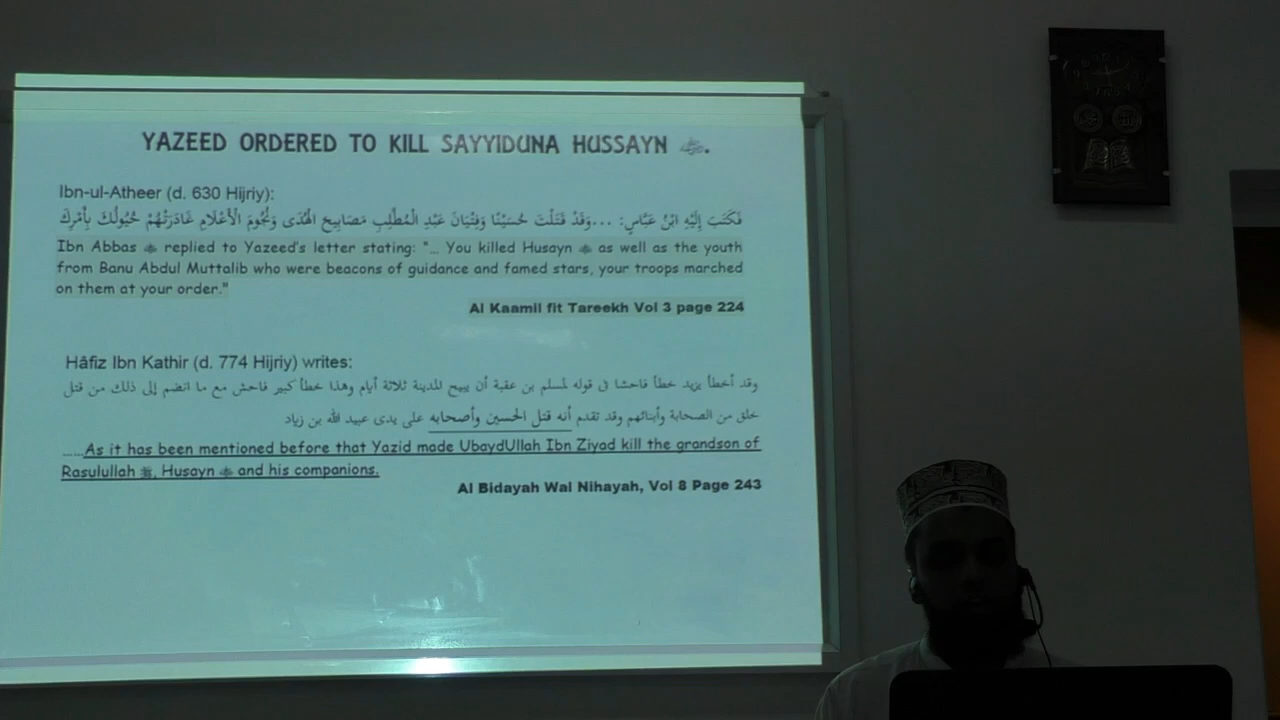 YAZEED ORDERED TO KILL SAYYIDUNA HUSSAYN .
Ibn-ul-Atheer (d. 630 Hijriy):
فَكَتَبَ إِلَيْهِ ابْنُ عَبَّاسٍ: ...وَقَدْ قَتَلْتَ حُسَيْنًا وَفِتْيَانَ عَبْدِ الْمُطَّلِبِ مَصَابِيحَ الْهُدَى وَنُجُومَ الْأَعْلَامِ غَادَرَتْهُمْ خُيُولُكَ بِأَمْرِكَ
Ibn Abbas replied to Yazeed's letter stating: "... You killed Husayn as well as the youth
from Banu Abdul Muttalib who were beacons of guidance and famed stars, your troops marched
on them at your order."
Al Kaamil fit Tareekh Vol 3 page 224
Hâfiz Ibn Kathir (d. 774 Hijriy) writes:
وقد أخطأ يزيد خطأ فاحشا فى قوله لمسلم بن عقبة أن يبيح المدينة ثلاثة أيام وهذا خطأ كبير فاحش مع ما انضم إلى ذلك من قتل
خلق من الصحابة وأبنائهم وقد تقدم أنه قتل الحسين وأصحابه على يدى عبيد الله بن زياد
.....As it has been mentioned before that Yazid made UbaydUllah Ibn Ziyad kill the grandson of
Rasulullah ﷺ, Husayn and his companions.
Al Bidayah Wal Nihayah, Vol 8 Page 243